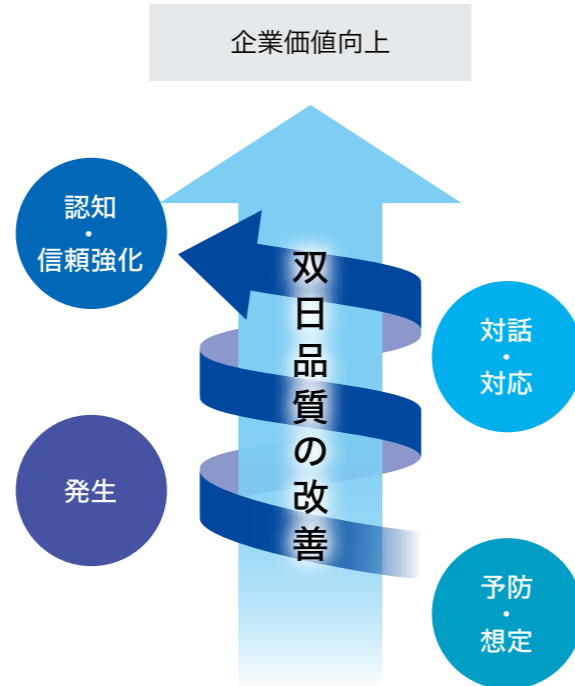 企業価値向上
認知
・
信頼強化
双日品質の改善
対話
・
対応
発生
予防
・
想定